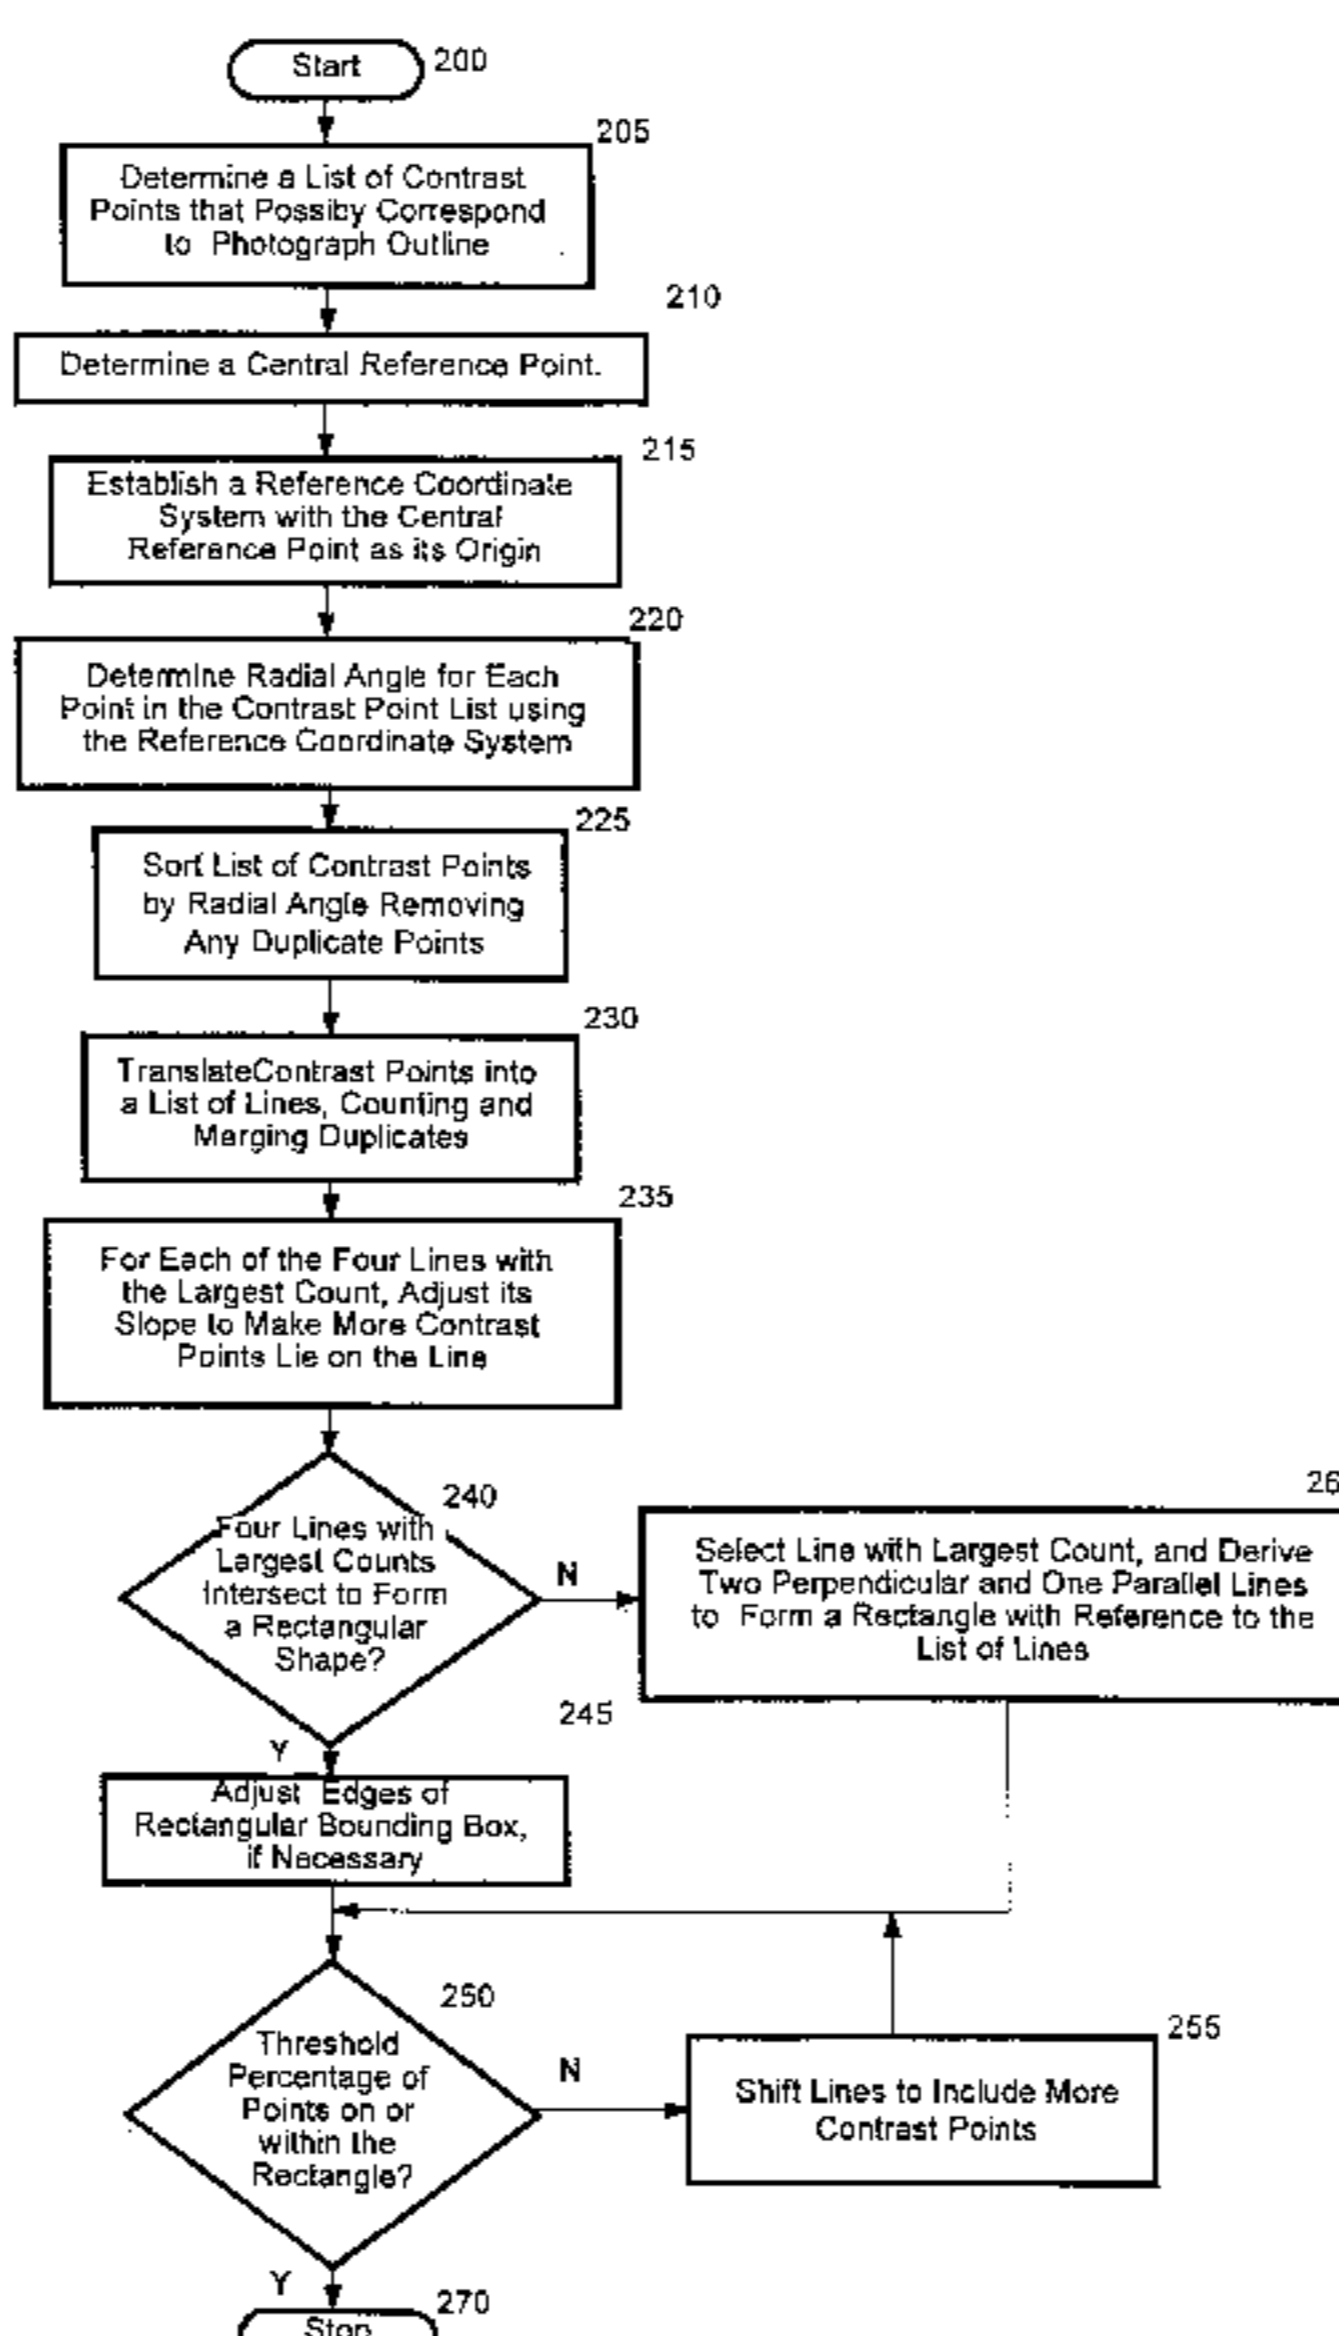 Start
200
205
Determine a List of Contrast
Points that Possiby Correspond
to Photograph Outline
210
Determine a Central Reference Point.
215
Establish a Reference Coordinate
System with the Central
Reference Point as its Origin
220
Determine Radial Angle for Each
Point in the Contrast Point List using
the Reference Coordinate System
225
Sort List of Contrast Points
by Radial Angle Removing
Any Duplicate Points
230
TranslateContrast Points into
a List of Lines, Counting and
Merging Duplicates
235
For Each of the Four Lines with
the Largest Count, Adjust its
Slope to Make More Contrast
Points Lie on the Line
240
Four Lines with
Largest Counts
Intersect to Form
a Rectangular
Shape?
N
Select Line with Largest Count, and Derive
Two Perpendicular and One Parallel Lines
to Form a Rectangle with Reference to the
List of Lines
245
Y
Adjust Edges of
Rectangular Bounding Box,
if Necessary
250
Threshold
Percentage of
Points on or
within the
Rectangle?
N
255
Shift Lines to Include More
Contrast Points
Y
270
Stop